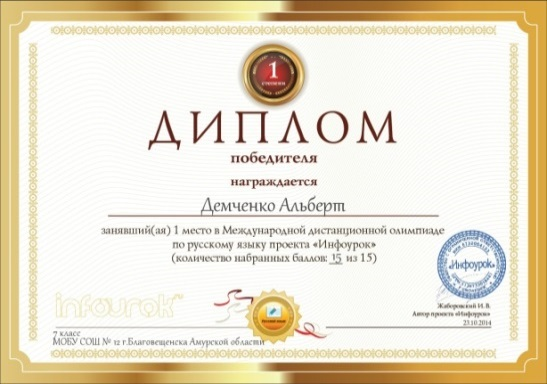 1
степени
ДИПЛОМ
победителя
награждается
Демченко Альберт
занявший(ая) 1 место в Международной дистанционной олимпиаде
по русскому языку проекта «Инфоурок»
(количество набранных баллов: 15 из 15)
«Инфоурок»
infourok
Жаборовский И. В.
Автор проекта «Инфоурок»
23.10.2014
7 класс
МОБУ СОШ № 12 г.Благовещенска Амурской области